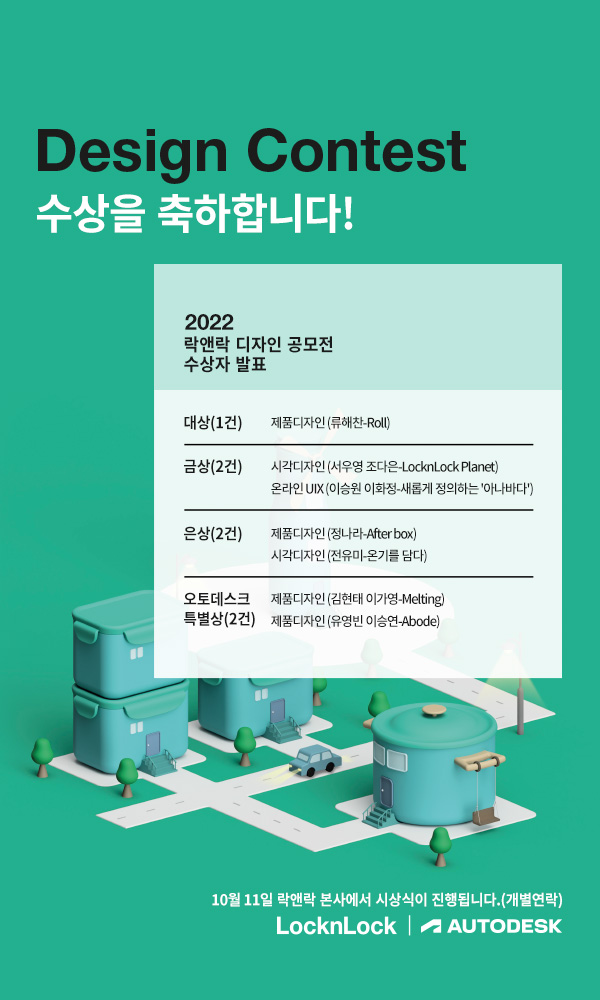 Design Contest
수상을 축하합니다!
2022
락앤락 디자인 공모전
수상자 발표
대상(1건) 제품디자인 (류해찬-Roll)
금상(2건) 시각디자인 (서우영 조다은-LocknLock Planet)
온라인 UIX (이승원 이화정-새롭게 정의하는 '아나바다')
은상(2건) 제품디자인 (정나라-After box)
시각디자인 (전유미-온기를 담다)
오토데스크 제품디자인 (김현태 이가영-Melting)
특별상(2건) 제품디자인 (유영빈 이승연-Abode)
10월 11일 락앤락 본사에서 시상식이 진행됩니다.(개별연락)
LocknLock | AUTODESK